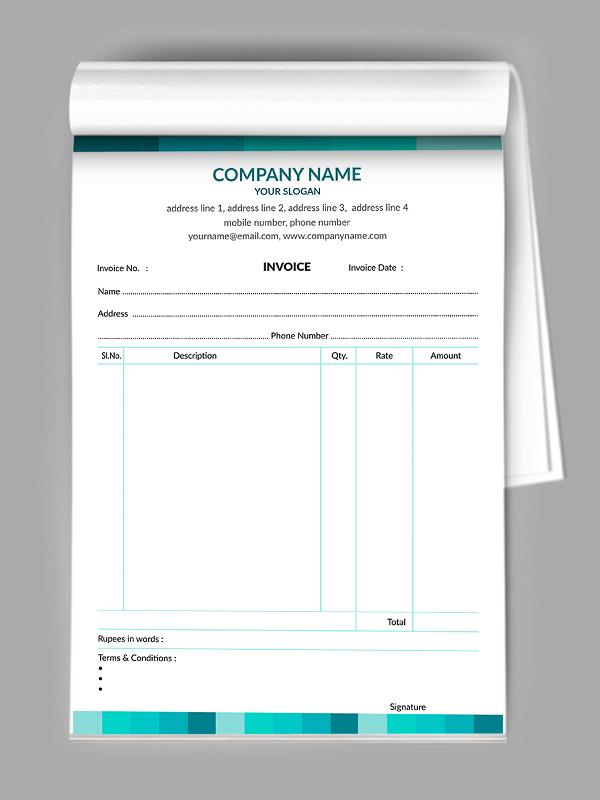 COMPANY NAME
YOUR SLOGAN
address line 1, address line 2, address line 3, address line 4
mobile number, phone number
yourname@email.com, www.companyname.com
Invoice No. : INVOICE Invoice Date :
Name
Address
Phone Number
Sl.No. Description Qty. Rate Amount
Total
Rupees in words :
Terms & Conditions :
•
•
•
Signature